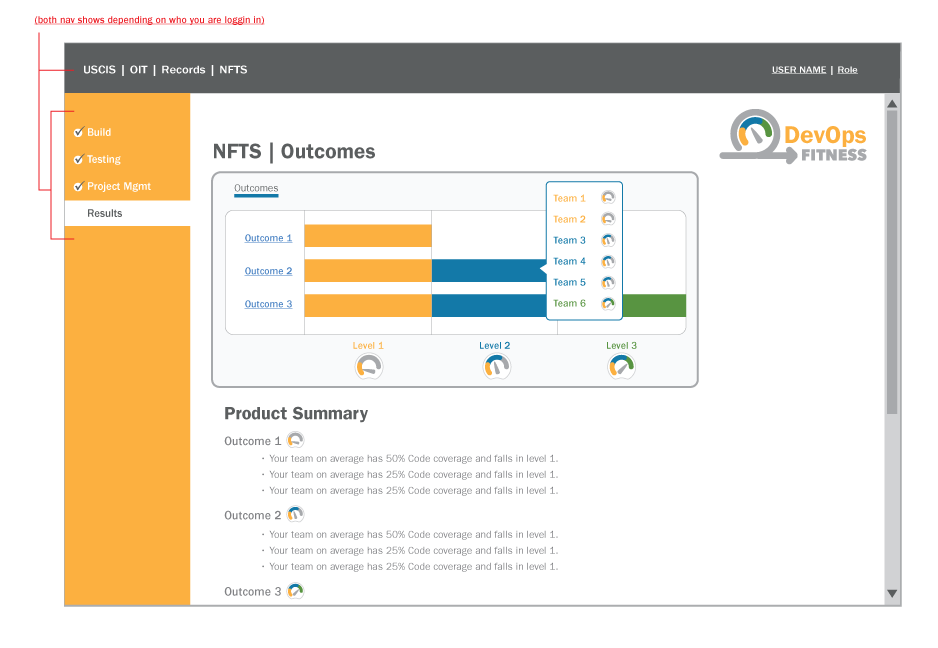 (both nav shows depending on who you are loggin in)
USCIS | OIT | Records | NFTS
USER NAME | Role
Build
Testing
Project Mgmt
Results
DevOps
FITNESS
NFTS | Outcomes
Outcomes
Outcome 1
Outcome 2
Outcome 3
Team 1
Team 2
Team 3
Team 4
Team 5
Team 6
Level 1
Level 2
Level 3
Product Summary
Outcome 1
· Your team on average has 50% Code coverage and falls in level 1.
· Your team on average has 25% Code coverage and falls in level 1.
· Your team on average has 25% Code coverage and falls in level 1.
Outcome 2
· Your team on average has 50% Code coverage and falls in level 1.
· Your team on average has 25% Code coverage and falls in level 1.
· Your team on average has 25% Code coverage and falls in level 1.
Outcome 3